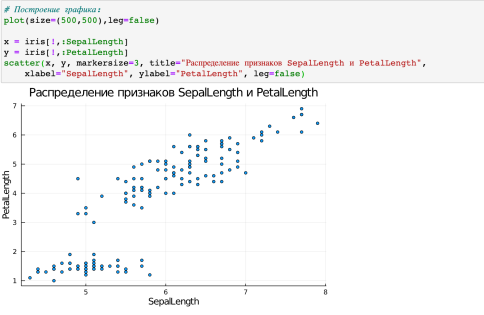 # Построение графика:
plot(size=(500,500),leg=false)
x = iris[!,:SepalLength]
y = iris[!,:PetalLength]
scatter(x, y, markersize=3, title="Распределение признаков SepalLength и PetalLength",
xlabel="SepalLength", ylabel="PetalLength", leg=false)
Распределение признаков SepalLength и PetalLength
7
6
5
4
3
2
1
PetalLength
5
6
7
8
SepalLength